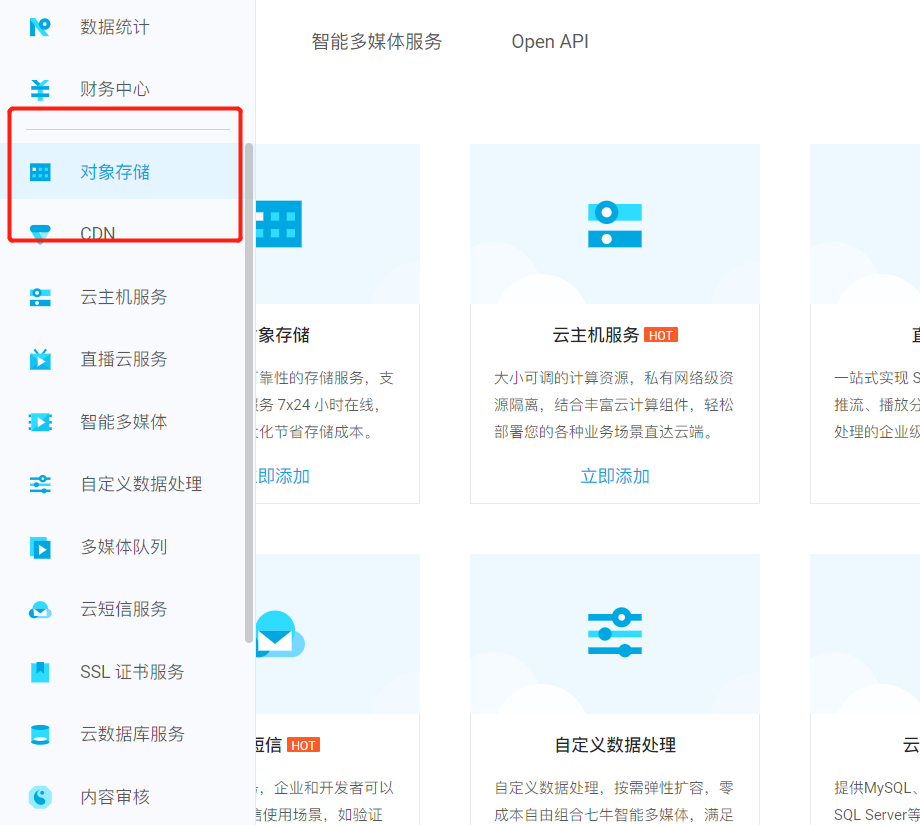 数据统计
财务中心
对象存储
CDN
云主机服务
直播云服务
智能多媒体
自定义数据处理
多媒体队列
云短信服务
SSL 证书服务
云数据库服务
内容审核
智能多媒体服务
Open API
对象存储
靠性的存储服务，支
务 7x24 小时在线，
化节省存储成本。
即添加
云主机服务 HOT
大小可调的计算资源，私有网络级资
源隔离，结合丰富云计算组件，轻松
部署您的各种业务场景直达云端。
立即添加
一站式实现 S
推流、播放分
处理的企业级
短信 HOT
，企业和开发者可以
信使用场景，如验证
自定义数据处理
自定义数据处理，按需弹性扩容，零
成本自由组合七牛智能多媒体，满足
云
提供MySQL、
SQL Server等